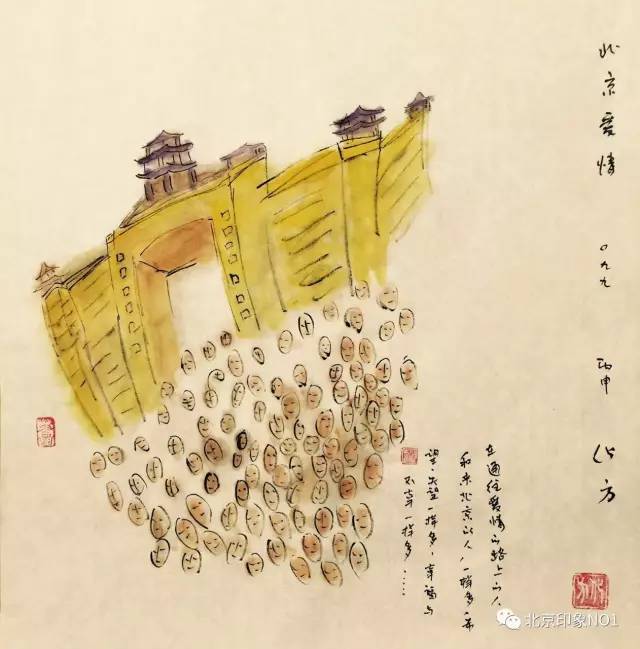 北京爱情 〇九九 丙申
在通往爱情的路上的人
和来北京的人,一样多,希
望与失望一样多,幸福与
不幸一样多……
北京印象NO1